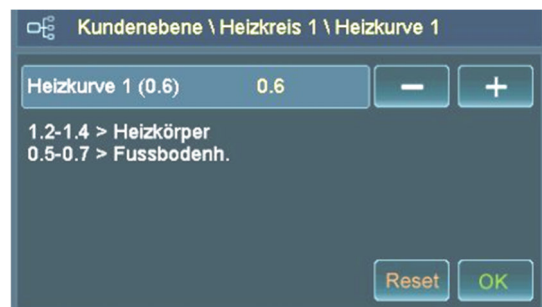 Kundenebene \ Heizkreis 1 \ Heizkurve 1
Heizkurve 1 (0.6) 0.6 − +
1.2-1.4 > Heizkörper
0.5-0.7 > Fussbodenh.
Reset OK